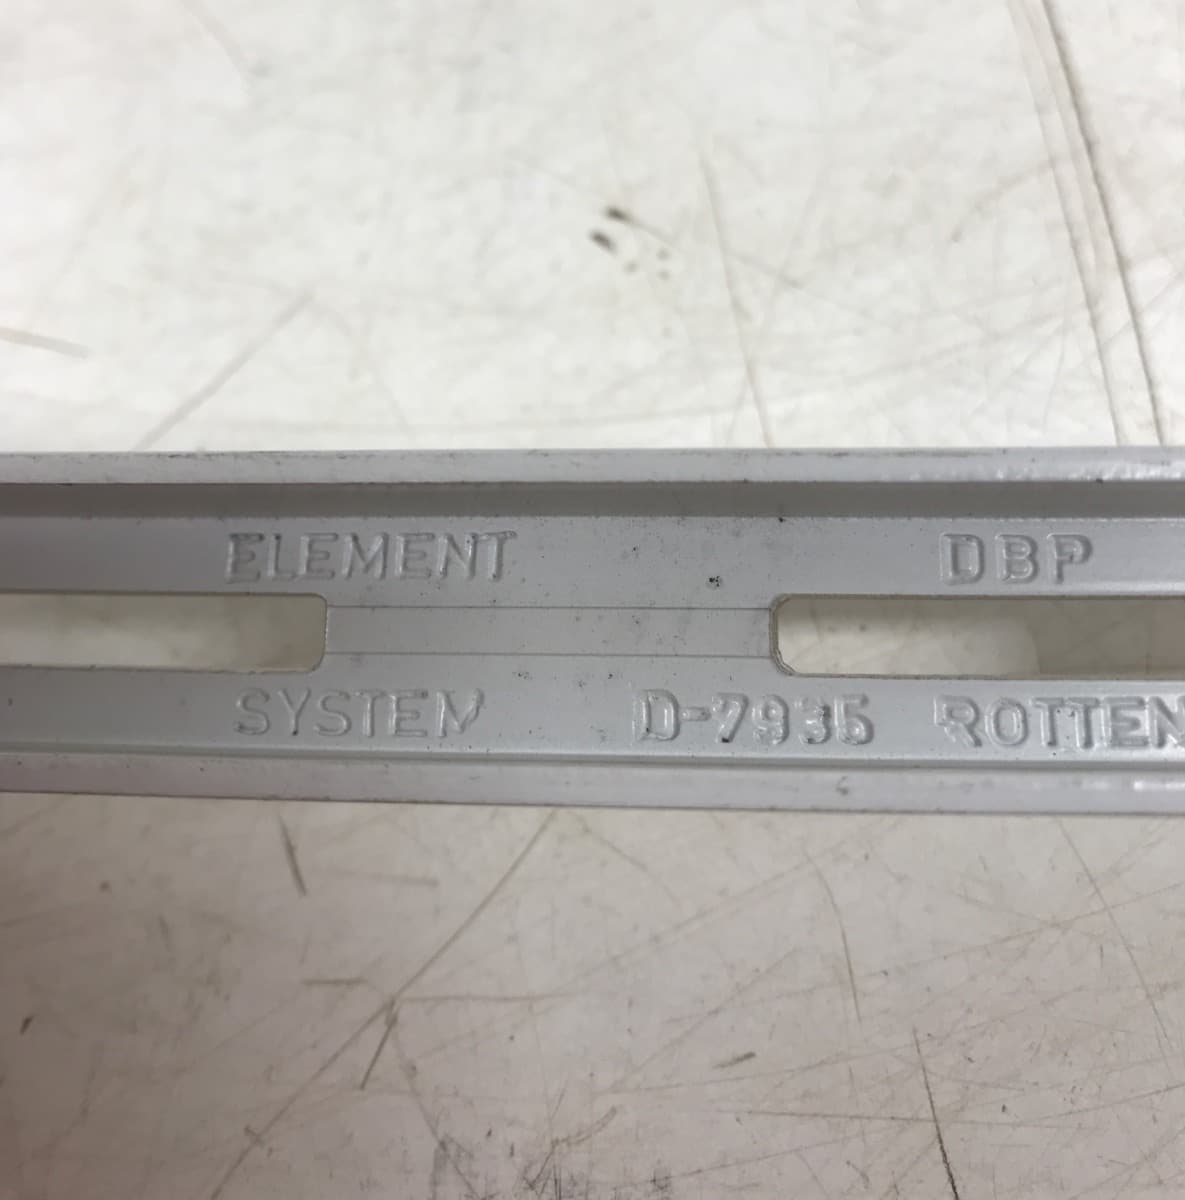 ELEMENT DBP
SYSTEM D-7935 ROTTEN